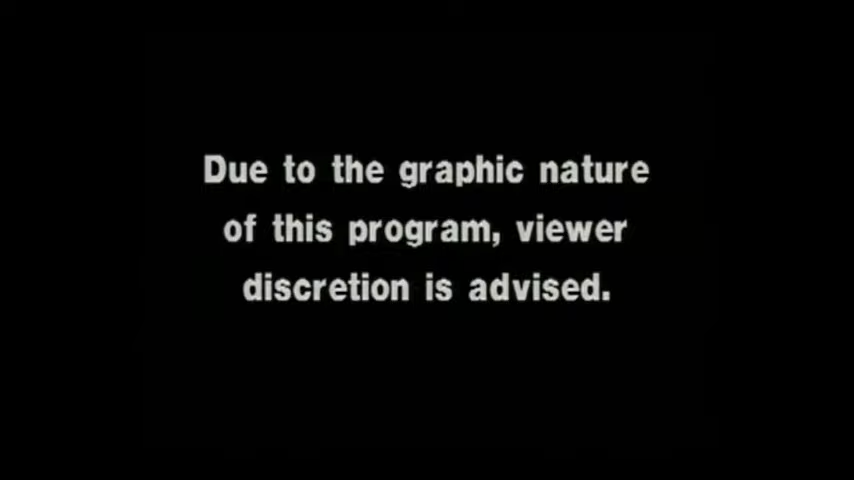 Due to the graphic nature
of this program, viewer
discretion is advised.